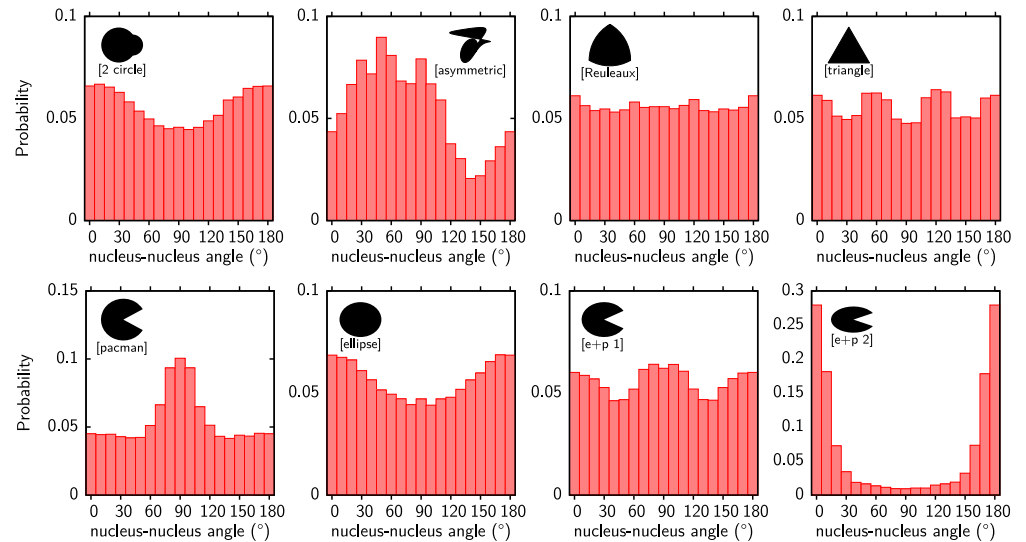 0.1
0.05
0
Probability
[2 circle]
0 30 60 90 120 150 180
nucleus-nucleus angle (°)
0.1
0.05
0
[asymmetric]
0 30 60 90 120 150 180
nucleus-nucleus angle (°)
0.1
0.05
0
[Reuleaux]
0 30 60 90 120 150 180
nucleus-nucleus angle (°)
0.1
0.05
0
[triangle]
0 30 60 90 120 150 180
nucleus-nucleus angle (°)
0.15
0.1
0.05
0
Probability
[pacman]
0 30 60 90 120 150 180
nucleus-nucleus angle (°)
0.1
0.05
0
[ellipse]
0 30 60 90 120 150 180
nucleus-nucleus angle (°)
0.1
0.05
0
[e+p 1]
0 30 60 90 120 150 180
nucleus-nucleus angle (°)
0.3
0.25
0.2
0.15
0.1
0.05
0
[e+p 2]
0 30 60 90 120 150 180
nucleus-nucleus angle (°)